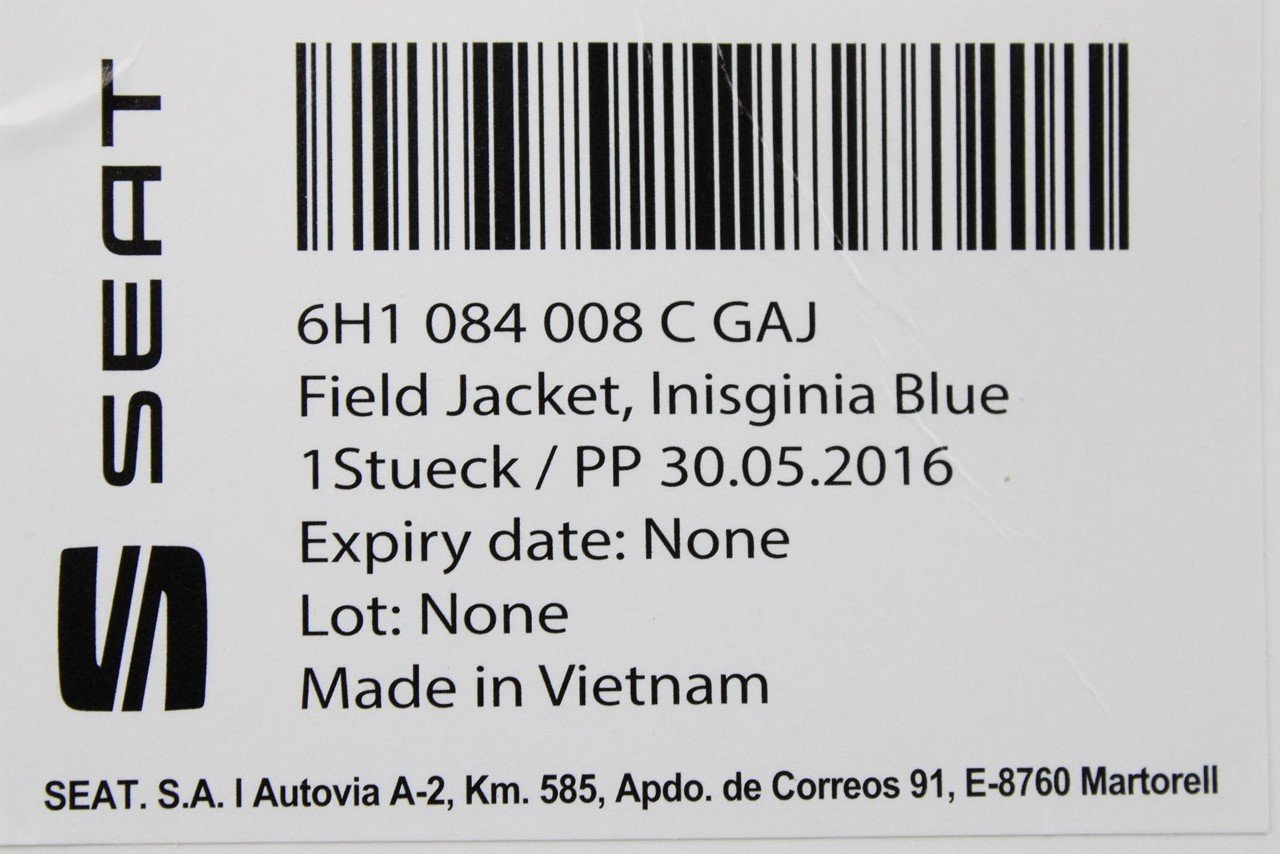 SEAT
6H1 084 008 C GAJ
Field Jacket, lnisginia Blue
1Stueck / PP 30.05.2016
Expiry date: None
Lot: None
Made in Vietnam
SEAT. S.A. I Autovia A-2, Km. 585, Apdo. de Correos 91, E-8760 Martorell